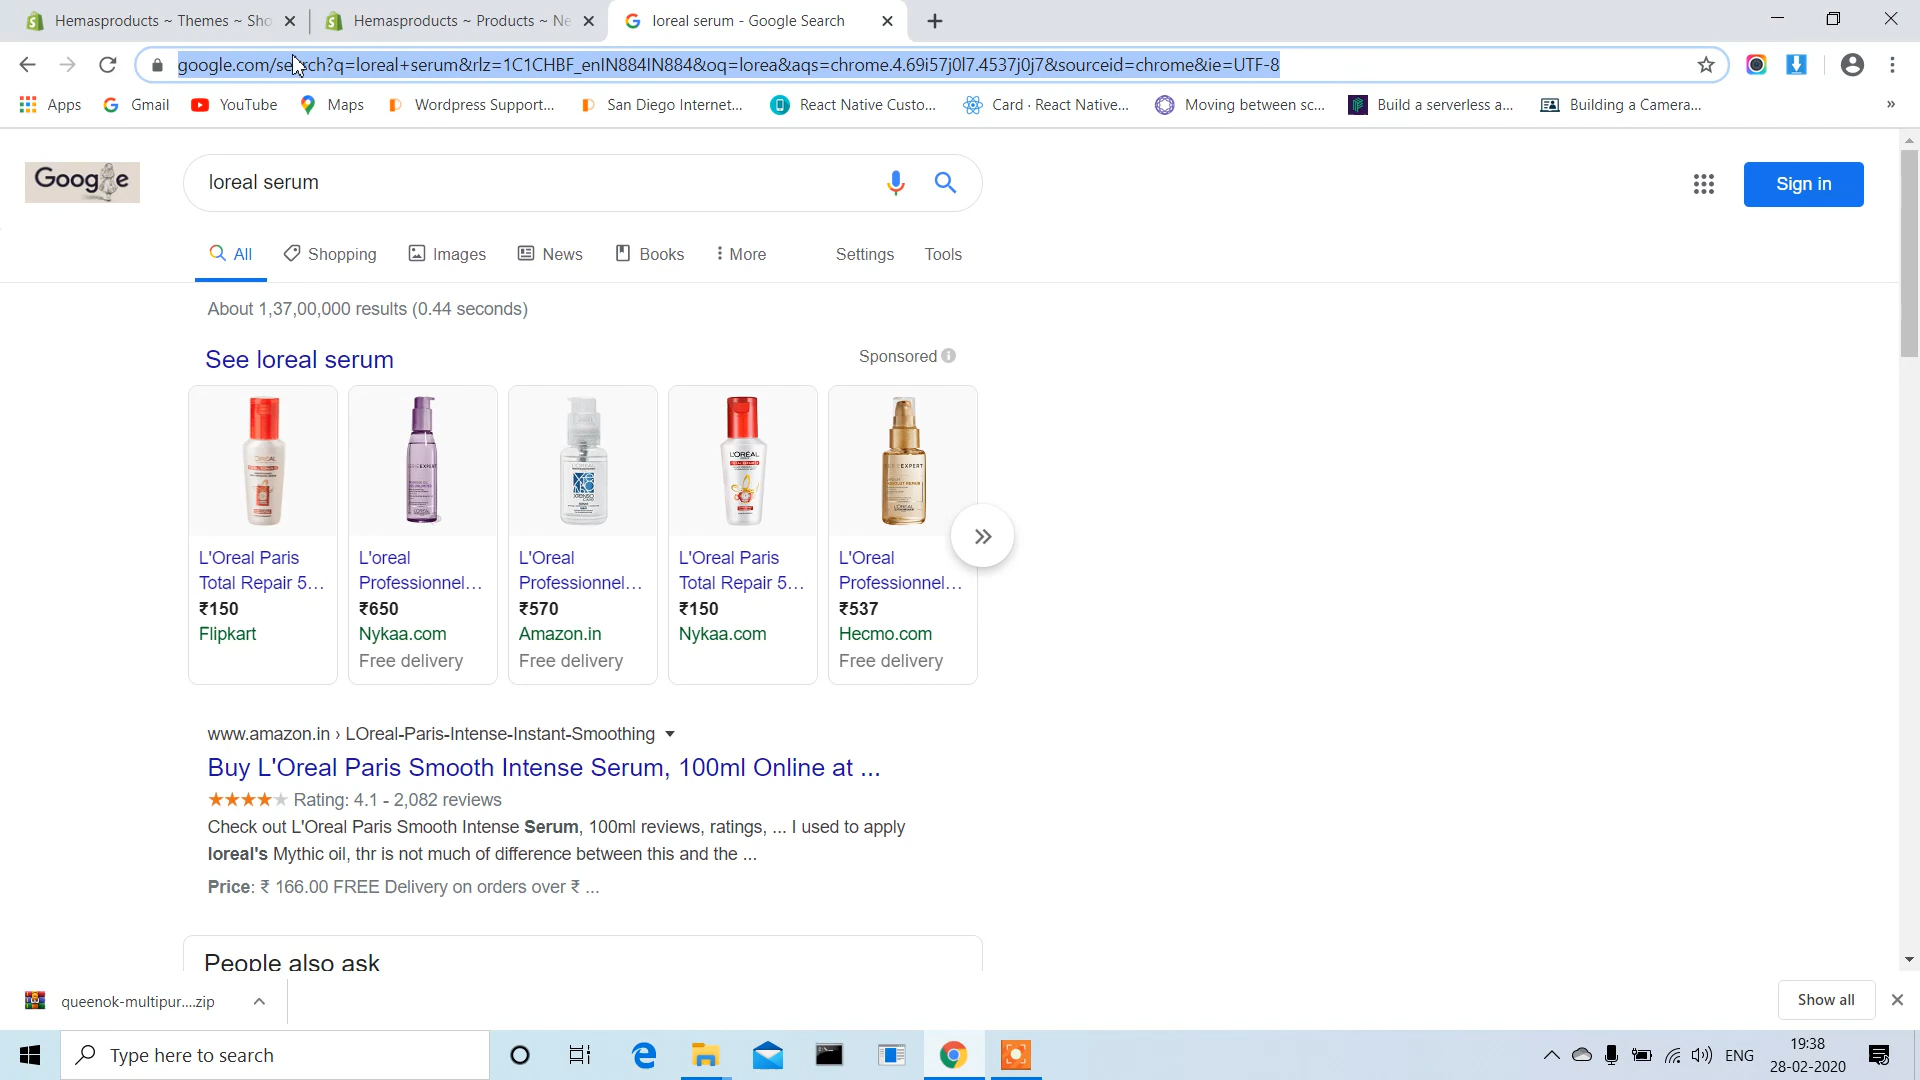 Hemasproducts ~ Themes ~ Sho
Hemasproducts ~ Products ~ Ne
loreal serum - Google Search
google.com/search?q=loreal+serum&rlz=1C1CHBF_enIN884IN884&oq=lorea&aqs=chrome.4.69i57j0l7.4537j0j7&sourceid=chrome&ie=UTF-8
Apps
Gmail
YouTube
Maps
Wordpress Support...
San Diego Internet...
React Native Custo...
Card · React Native...
Moving between sc...
Build a serverless a...
Building a Camera...
»
Google
loreal serum
Sign in
All
Shopping
Images
News
Books
More
Settings
Tools
About 1,37,00,000 results (0.44 seconds)
See loreal serum
Sponsored
L'Oreal Paris
Total Repair 5...
₹150
Flipkart
L'oreal
Professionnel...
₹650
Nykaa.com
Free delivery
L'Oreal
Professionnel...
₹570
Amazon.in
Free delivery
L'Oreal Paris
Total Repair 5...
₹150
Nykaa.com
L'Oreal
Professionnel...
₹537
Hecmo.com
Free delivery
www.amazon.in › LOreal-Paris-Intense-Instant-Smoothing
Buy L'Oreal Paris Smooth Intense Serum, 100ml Online at ...
Rating: 4.1 - 2,082 reviews
Check out L'Oreal Paris Smooth Intense Serum, 100ml reviews, ratings, ... I used to apply
loreal's Mythic oil, thr is not much of difference between this and the ...
Price: ₹ 166.00 FREE Delivery on orders over ₹ ...
People also ask
queenok-multipur....zip
Show all
Type here to search
ENG
19:38
28-02-2020